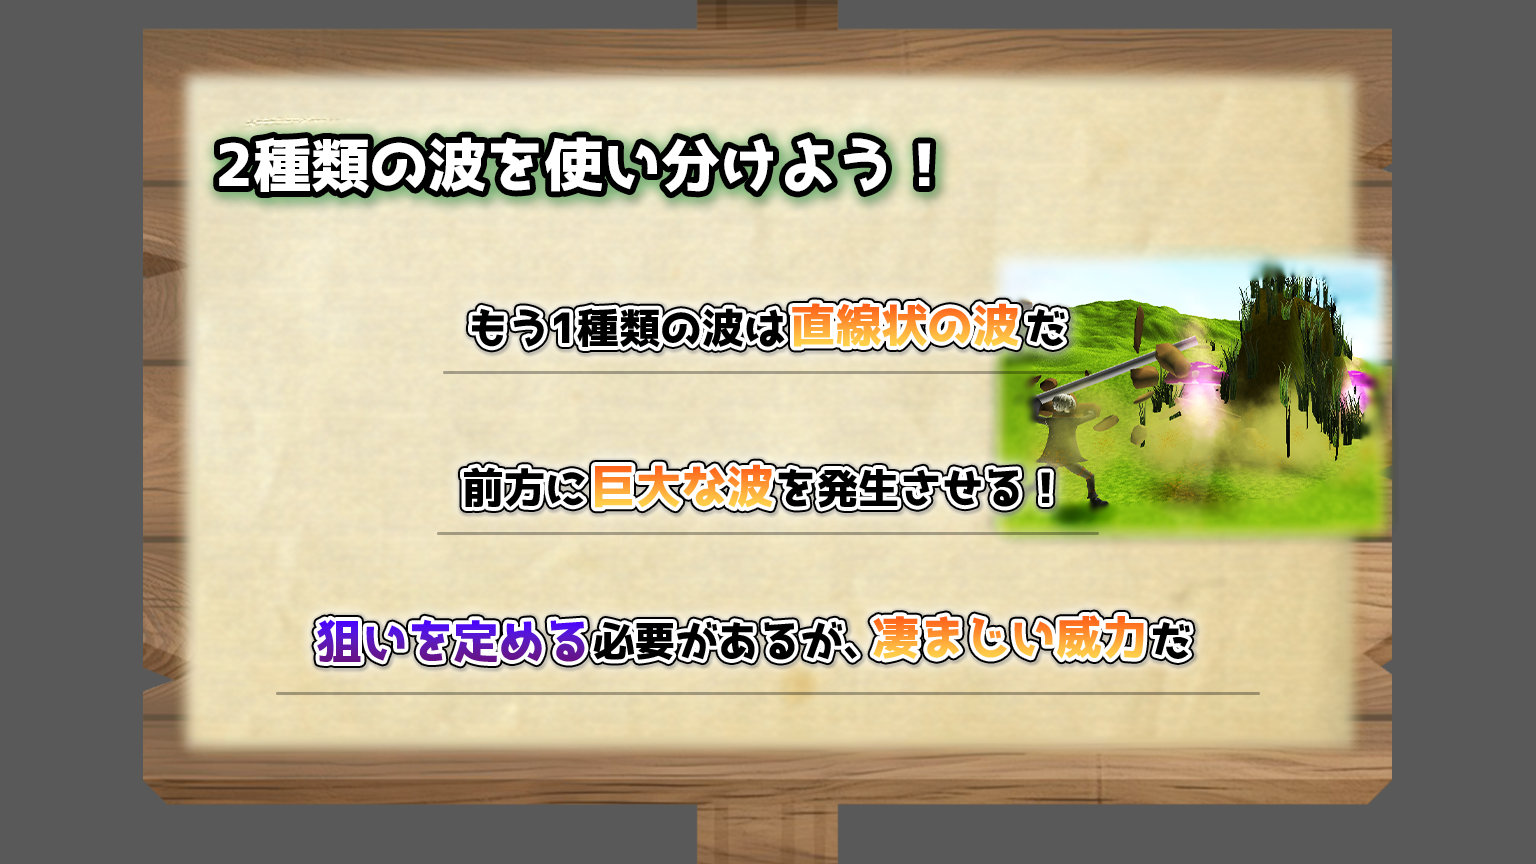 2種類の波を使い分けよう！
もう1種類の波は直線状の波だ
前方に巨大な波を発生させる！
狙いを定める必要があるが、凄まじい威力だ